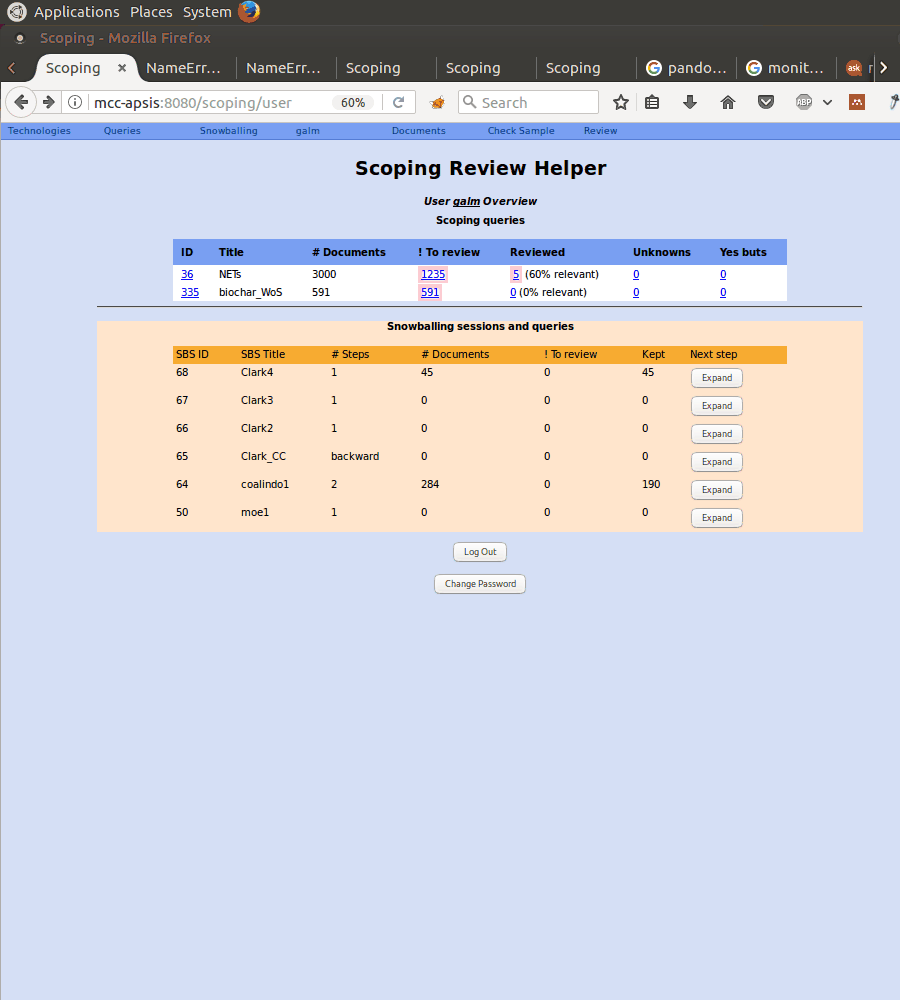 Applications Places System
Scoping - Mozilla Firefox
Scoping × NameErr... NameErr... Scoping Scoping Scoping pando... monit... ask
mcc-apsis:8080/scoping/user 60% Search ABP
Technologies Queries Snowballing galm Documents Check Sample Review
Scoping Review Helper
User galm Overview
Scoping queries
ID Title # Documents ! To review Reviewed Unknowns Yes buts
36 NETs 3000 1235 5 (60% relevant) 0 0
335 biochar_WoS 591 591 0 (0% relevant) 0 0
Snowballing sessions and queries
SBS ID SBS Title # Steps # Documents ! To review Kept Next step
68 Clark4 1 45 0 45 Expand
67 Clark3 1 0 0 0 Expand
66 Clark2 1 0 0 0 Expand
65 Clark_CC backward 0 0 0 Expand
64 coalindo1 2 284 0 190 Expand
50 moe1 1 0 0 0 Expand
Log Out
Change Password